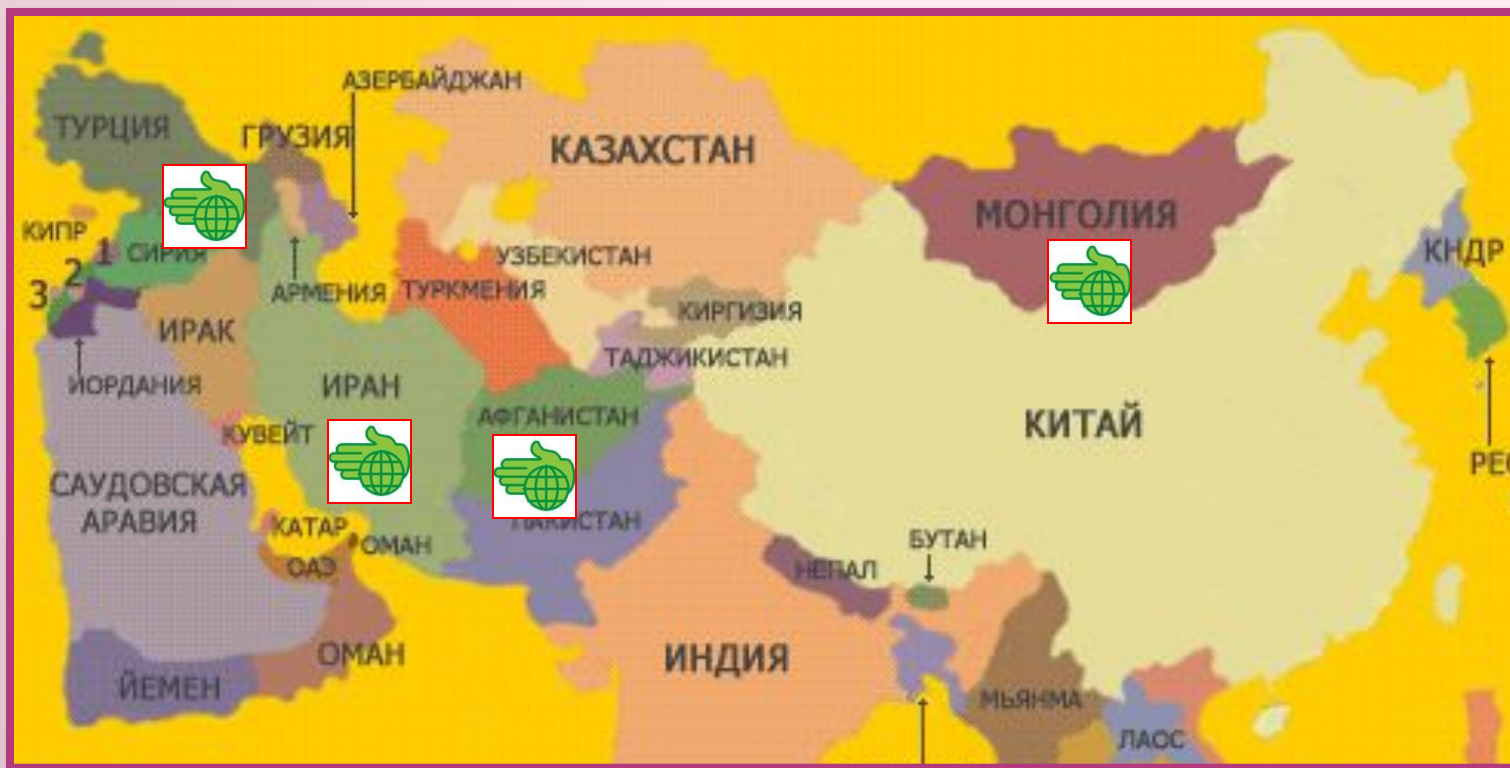 АЗЕРБАЙДЖАН
ТУРЦИЯ
ГРУЗИЯ
КАЗАХСТАН
МОНГОЛИЯ
КИПР
1
СИРИЯ
УЗБЕКИСТАН
КНДР
2
3
АРМЕНИЯ
ТУРКМЕНИЯ
КИРГИЗИЯ
ИРАК
ТАДЖИКИСТАН
ИОРДАНИЯ
ИРАН
АФГАНИСТАН
КИТАЙ
КУВЕЙТ
РЕС
САУДОВСКАЯ
АРАВИЯ
КАТАР
ПАКИСТАН
ОМАН
БУТАН
ОАЭ
НЕПАЛ
ОМАН
ИНДИЯ
ЙЕМЕН
МЬЯНМА
ЛАОС